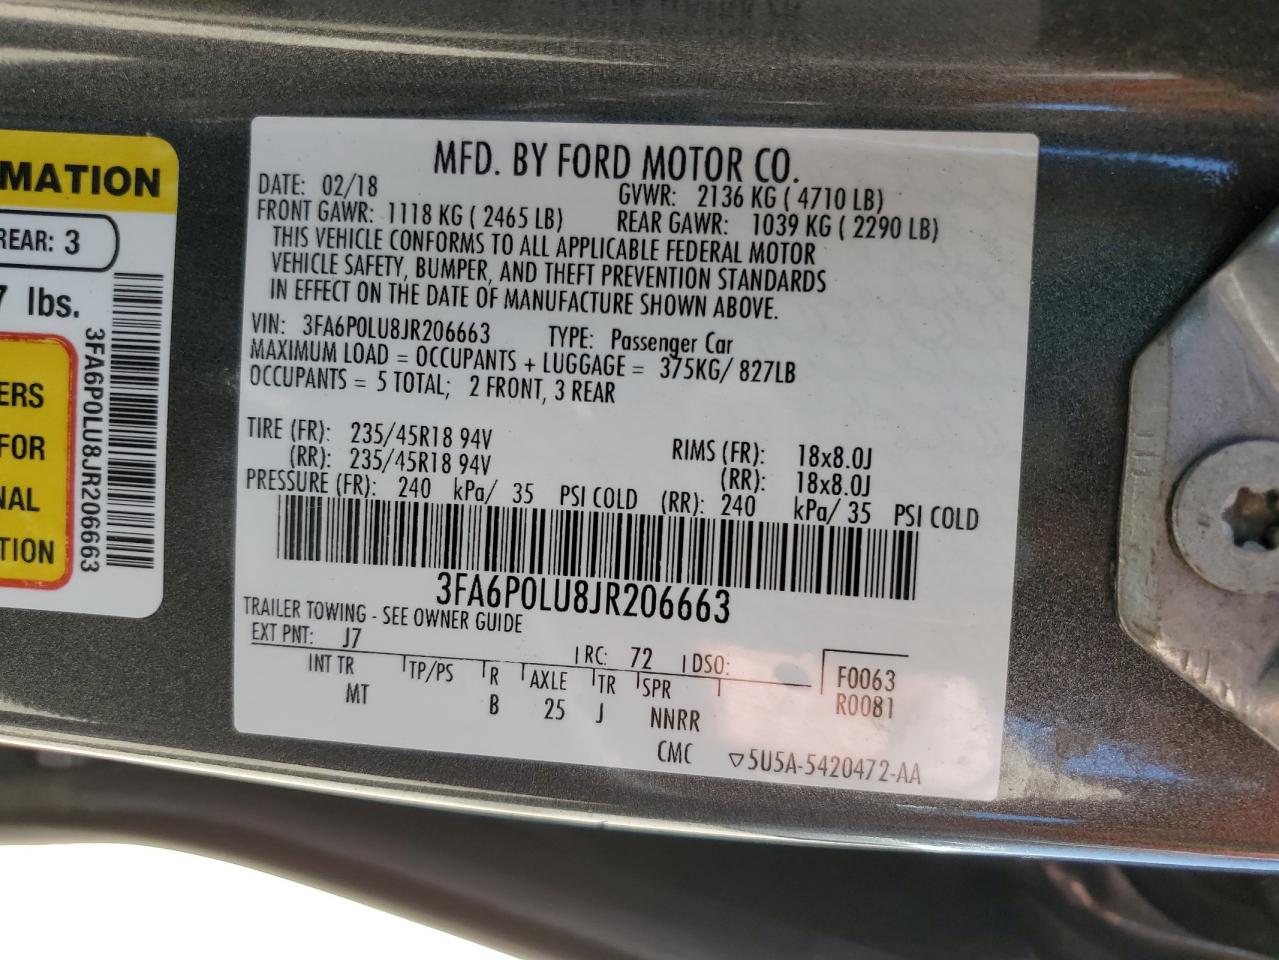 MATION
REAR: 3
7 lbs.
3FA6P0LU8JR206663
ERS
FOR
NAL
TION
MFD. BY FORD MOTOR CO.
DATE: 02/18 GVWR: 2136 KG ( 4710 LB)
FRONT GAWR: 1118 KG ( 2465 LB) REAR GAWR: 1039 KG ( 2290 LB)
THIS VEHICLE CONFORMS TO ALL APPLICABLE FEDERAL MOTOR
VEHICLE SAFETY, BUMPER, AND THEFT PREVENTION STANDARDS
IN EFFECT ON THE DATE OF MANUFACTURE SHOWN ABOVE.
VIN: 3FA6P0LU8JR206663 TYPE: Passenger Car
MAXIMUM LOAD = OCCUPANTS + LUGGAGE = 375KG/ 827LB
OCCUPANTS = 5 TOTAL; 2 FRONT, 3 REAR
TIRE (FR): 235/45R18 94V RIMS (FR): 18x8.0J
(RR): 235/45R18 94V (RR): 18x8.0J
PRESSURE (FR): 240 kPa/ 35 PSI COLD (RR): 240 kPa/ 35 PSI COLD
3FA6P0LU8JR206663
TRAILER TOWING - SEE OWNER GUIDE
EXT PNT: J7 RC: 72 DSO: F0063
INT TR TP/PS R AXLE TR SPR R0081
MT B 25 J NNRR
CMC ▽5U5A-5420472-AA